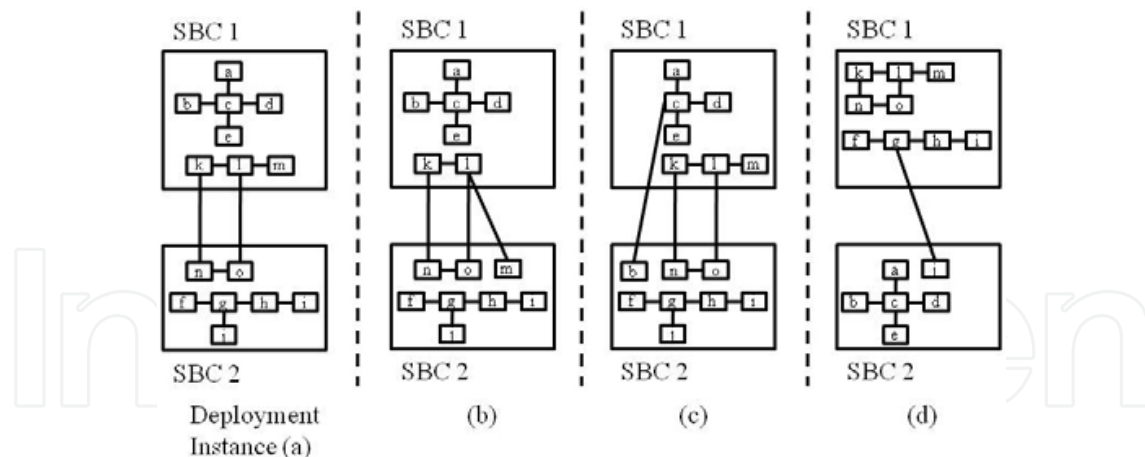 SBC 1
a
b c d
e
k l m
n o
f g h i
j
SBC 2
Deployment
Instance (a)
SBC 1
a
b c d
e
k l
n o m
f g h i
j
SBC 2
(b)
SBC 1
a
c d
e
k l m
b n o
f g h i
j
SBC 2
(c)
SBC 1
k l m
n o
f g h i
a j
b c d
e
SBC 2
(d)